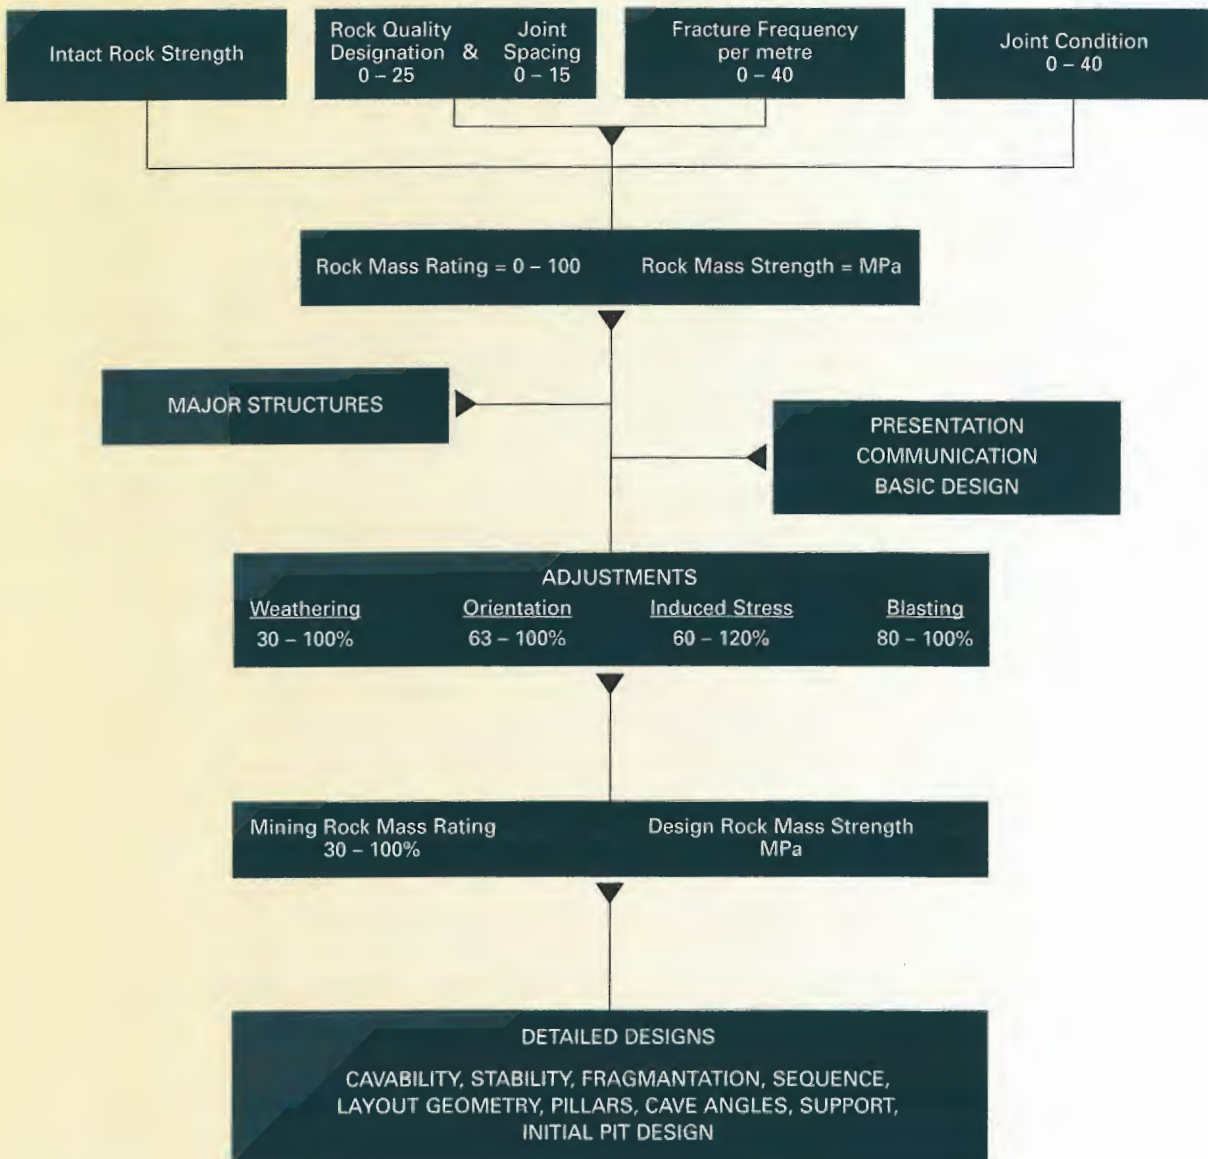 Intact Rock Strength
Rock Quality Designation & Joint Spacing
0 – 25 0 – 15
Fracture Frequency
per metre
0 – 40
Joint Condition
0 – 40
Rock Mass Rating = 0 – 100 Rock Mass Strength = MPa
MAJOR STRUCTURES
PRESENTATION
COMMUNICATION
BASIC DESIGN
ADJUSTMENTS
Weathering Orientation Induced Stress Blasting
30 – 100% 63 – 100% 60 – 120% 80 – 100%
Mining Rock Mass Rating Design Rock Mass Strength
30 – 100% MPa
DETAILED DESIGNS
CAVABILITY, STABILITY, FRAGMANTATION, SEQUENCE,
LAYOUT GEOMETRY, PILLARS, CAVE ANGLES, SUPPORT,
INITIAL PIT DESIGN